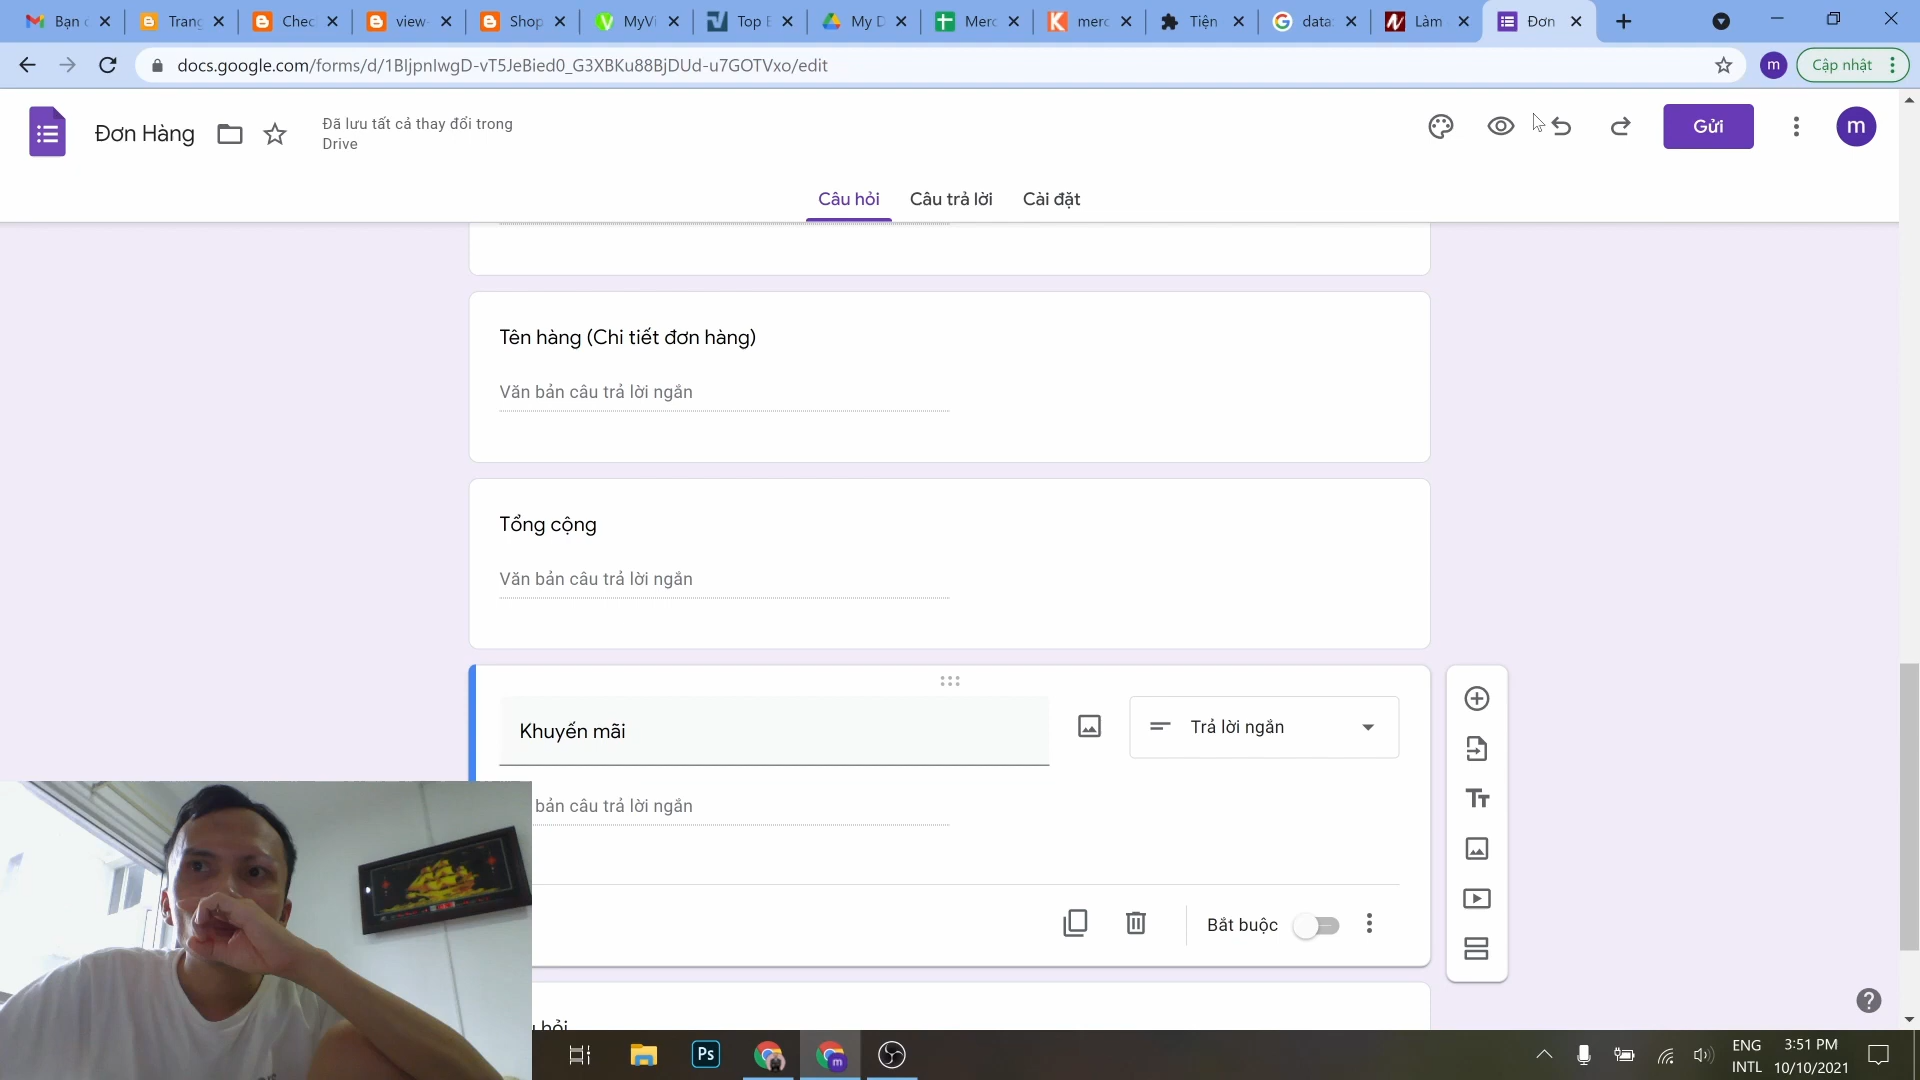 Bạn
Trang
Chec
view-
Shop
MyVi
Top E
My D
Merc
merc
Tiện
data
Làm
Đơn
docs.google.com/forms/d/1BIjpnIwgD-vT5JeBied0_G3XBKu88BjDUd-u7GOTVxo/edit
m
Cập nhật
Đơn Hàng
Đã lưu tất cả thay đổi trong
Drive
Gửi
m
Câu hỏi
Câu trả lời
Cài đặt
Tên hàng (Chi tiết đơn hàng)
Văn bản câu trả lời ngắn
Tổng cộng
Văn bản câu trả lời ngắn
Khuyến mãi
Trả lời ngắn
bản câu trả lời ngắn
Bắt buộc
hỏi
Ps
m
ENG
INTL
3:51 PM
10/10/2021